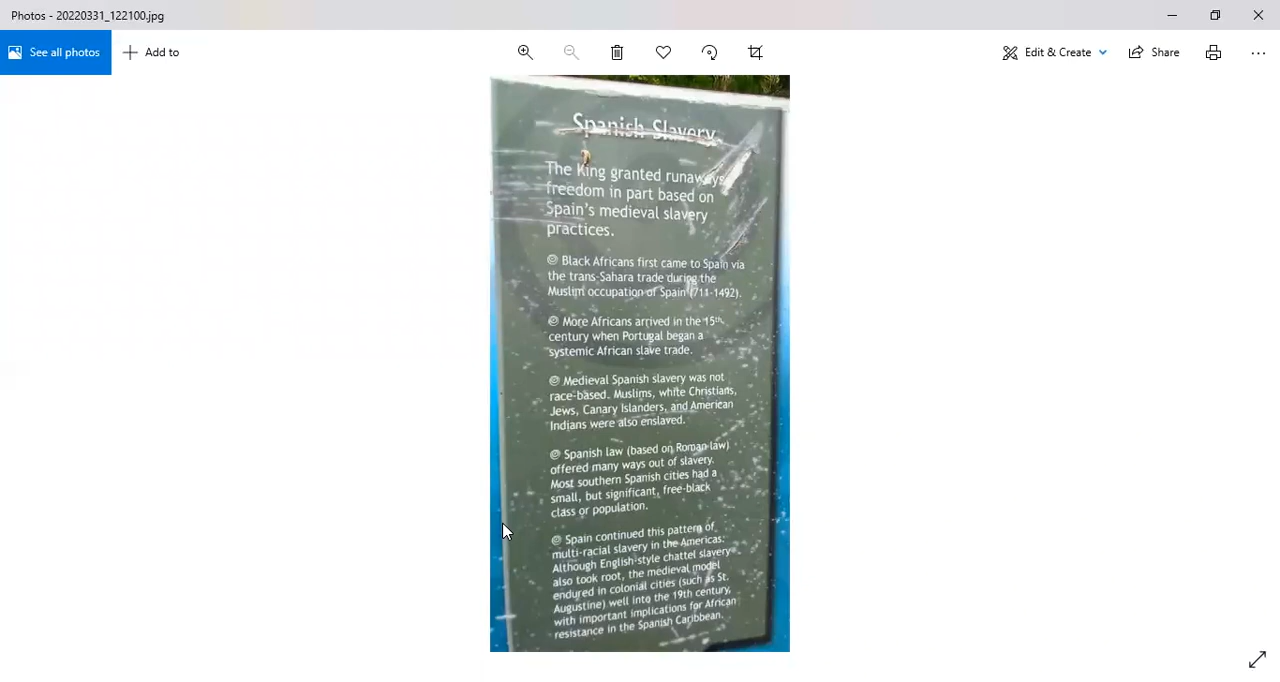 Photos - 20220331_122100.jpg
See all photos
Add to
Edit & Create
Share
Spanish Slavery
The King granted runaways
freedom in part based on
Spain's medieval slavery
practices.
Black Africans first came to Spain via
the trans-Sahara trade during the
Muslim occupation of Spain (711-1492).
More Africans arrived in the 15th
century when Portugal began a
systemic African slave trade.
Medieval Spanish slavery was not
race-based. Muslims, white Christians,
Jews, Canary Islanders, and American
Indians were also enslaved.
Spanish law (based on Roman law)
offered many ways out of slavery.
Most southern Spanish cities had a
small, but significant, free-black
class or population.
Spain continued this pattern of
multi-racial slavery in the Americas.
Although English-style chattel slavery
also took root, the medieval model
endured in colonial cities (such as St.
Augustine) well into the 19th century,
with important implications for African
resistance in the Spanish Caribbean.